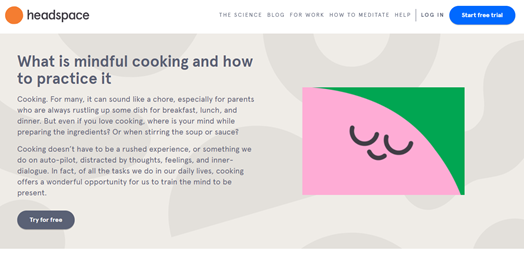 headspace
THE SCIENCE BLOG FOR WORK HOW TO MEDITATE HELP LOG IN Start free trial
What is mindful cooking and how
to practice it
Cooking. For many, it can sound like a chore, especially for parents
who are always rustling up some dish for breakfast, lunch, and
dinner. But even if you love cooking, where is your mind while
preparing the ingredients? Or when stirring the soup or sauce?
Cooking doesn't have to be a rushed experience, or something we
do on auto-pilot, distracted by thoughts, feelings, and inner-
dialogue. In fact, of all the tasks we do in our daily lives, cooking
offers a wonderful opportunity for us to train the mind to be
present.
Try for free